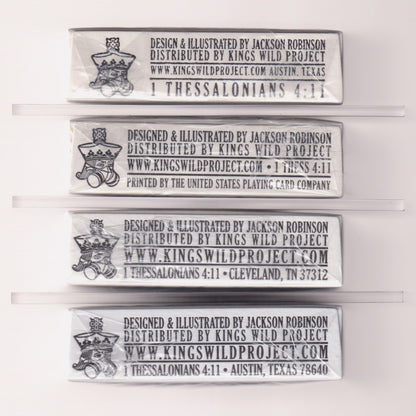 DESIGN & ILLUSTRATED BY JACKSON ROBINSON
DISTRIBUTED BY KINGS WILD PROJECT
WWW.KINGSWILDPROJECT.COM AUSTIN, TEXAS
1 THESSALONIANS 4:11
DESIGNED & ILLUSTRATED BY JACKSON ROBINSON
DISTRIBUTED BY KINGS WILD PROJECT
WWW.KINGSWILDPROJECT.COM • 1 THESS 4:11
PRINTED BY THE UNITED STATES PLAYING CARD COMPANY
DESIGNED & ILLUSTRATED BY JACKSON ROBINSON
DISTRIBUTED BY KINGS WILD PROJECT
WWW.KINGSWILDPROJECT.COM
1 THESSALONIANS 4:11 • CLEVELAND, TN 37312
DESIGNED & ILLUSTRATED BY JACKSON ROBINSON
DISTRIBUTED BY KINGS WILD PROJECT
WWW.KINGSWILDPROJECT.COM
1 THESSALONIANS 4:11 • AUSTIN, TEXAS 78640